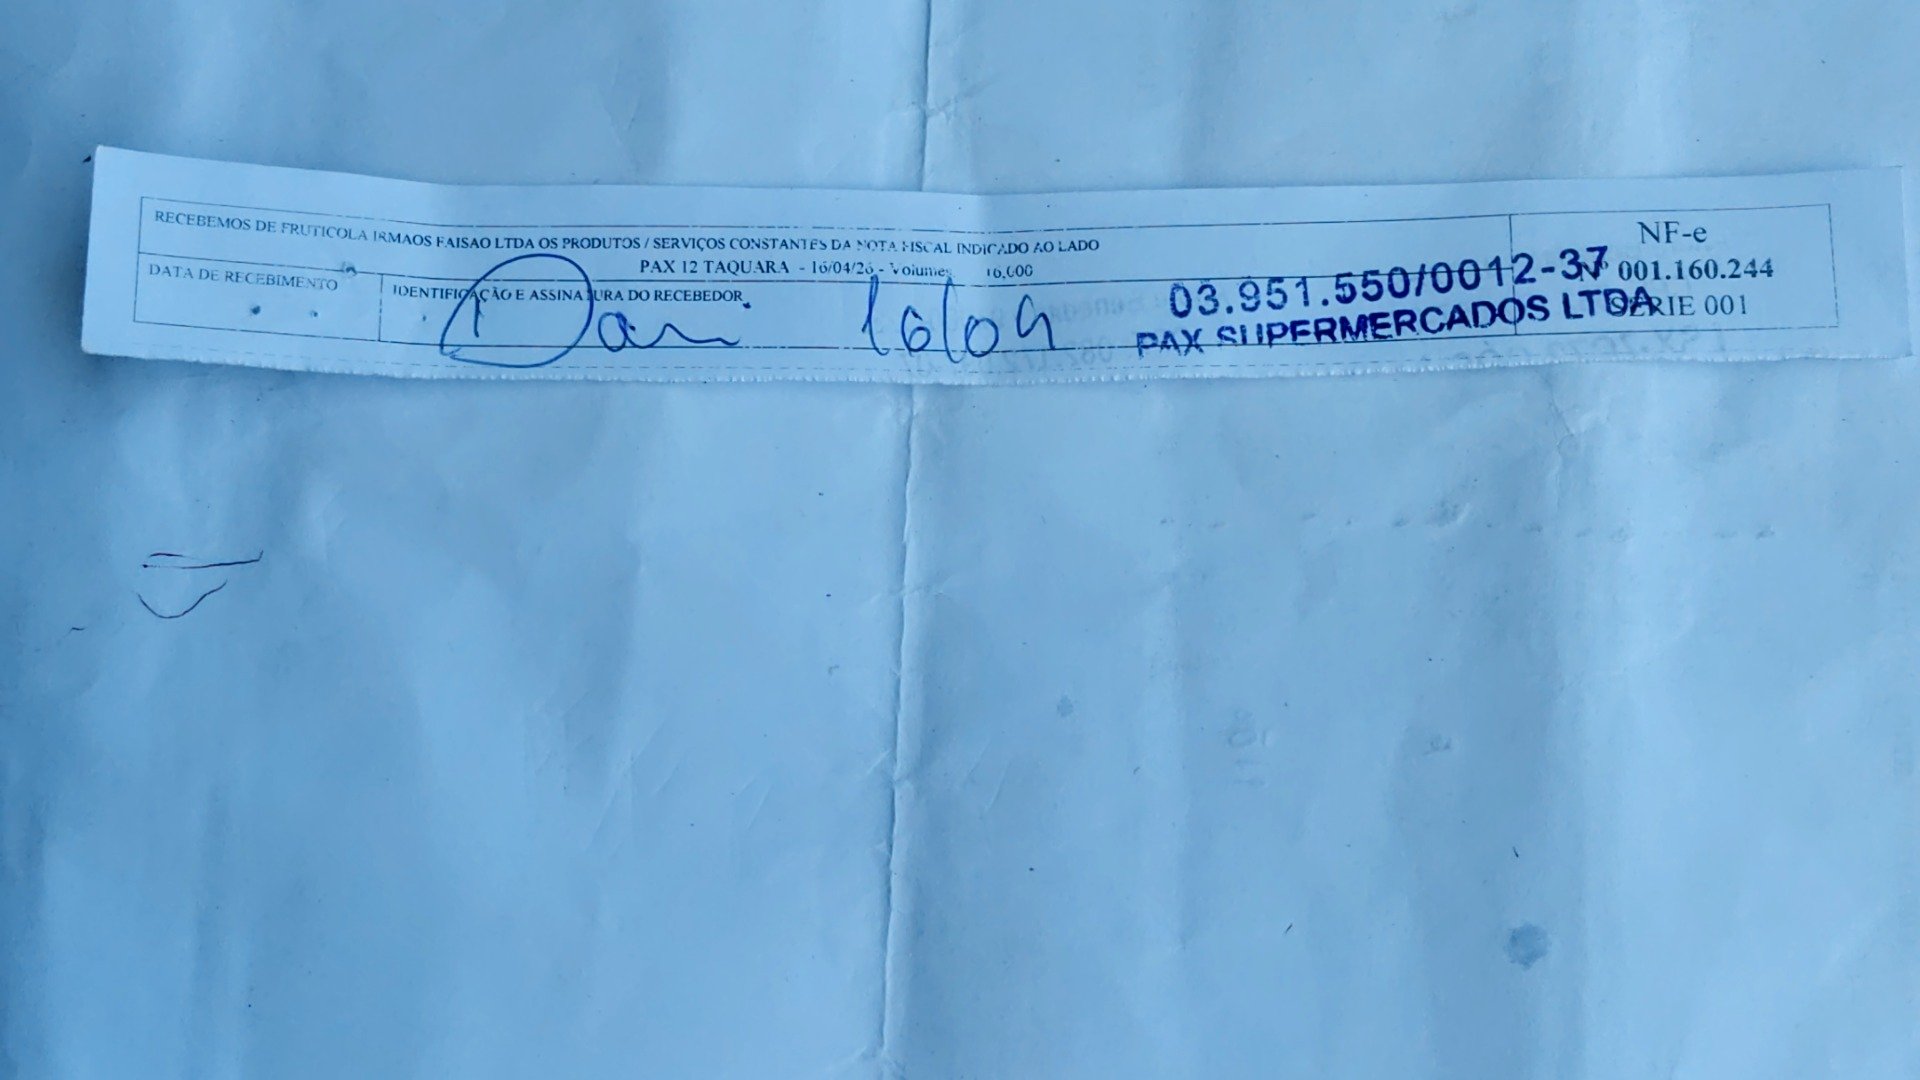 RECEBEMOS DE FRUTICOLA IRMAOS FAISAO LTDA OS PRODUTOS / SERVIÇOS CONSTANTES DA NOTA FISCAL INDICADO AO LADO
PAX 12 TAQUARA - 16/04/26 - Volumes 16,000
NF-e
Nº 001.160.244
SÉRIE 001
DATA DE RECEBIMENTO
IDENTIFICAÇÃO E ASSINATURA DO RECEBEDOR
16/04
03.951.550/0012-37
PAX SUPERMERCADOS LTDA